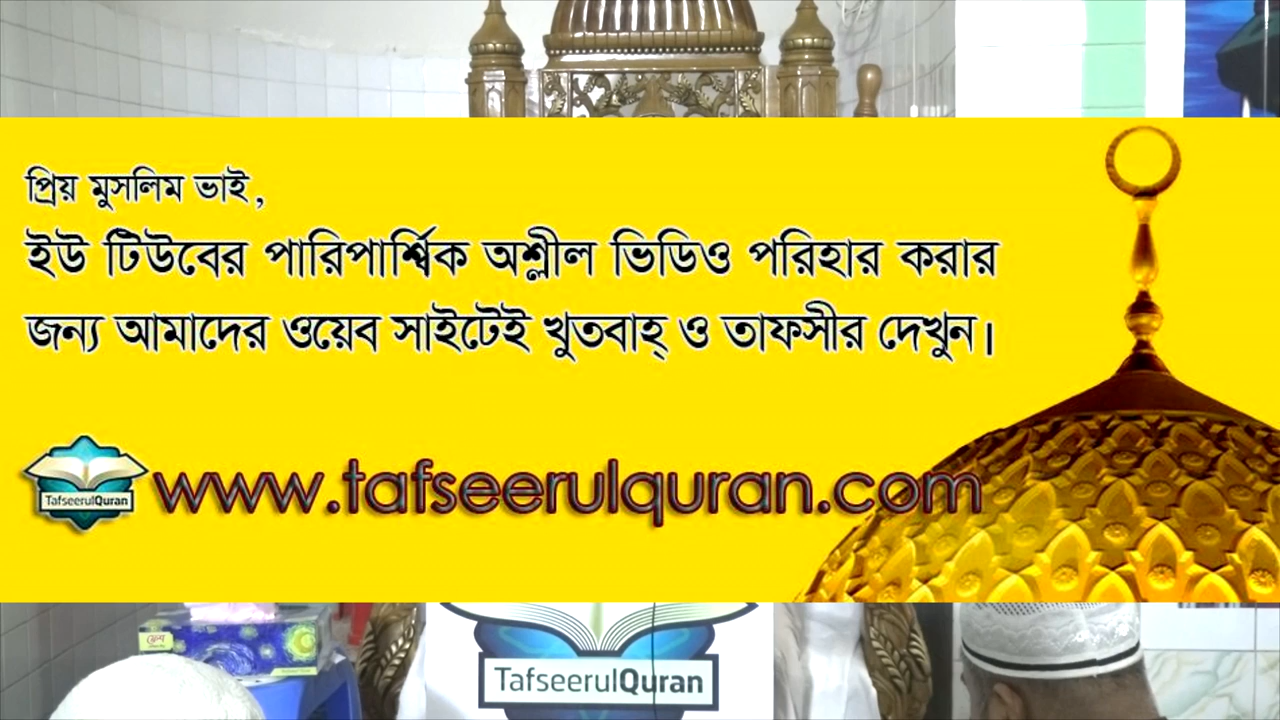 প্রিয় মুসলিম ভাই,
ইউ টিউবের পারিপার্শ্বিক অশ্লীল ভিডিও পরিহার করার
জন্য আমাদের ওয়েব সাইটেই খুতবাহ্ ও তাফসীর দেখুন।
TafseerulQuran
www.tafseerulquran.com
TafseerulQuran